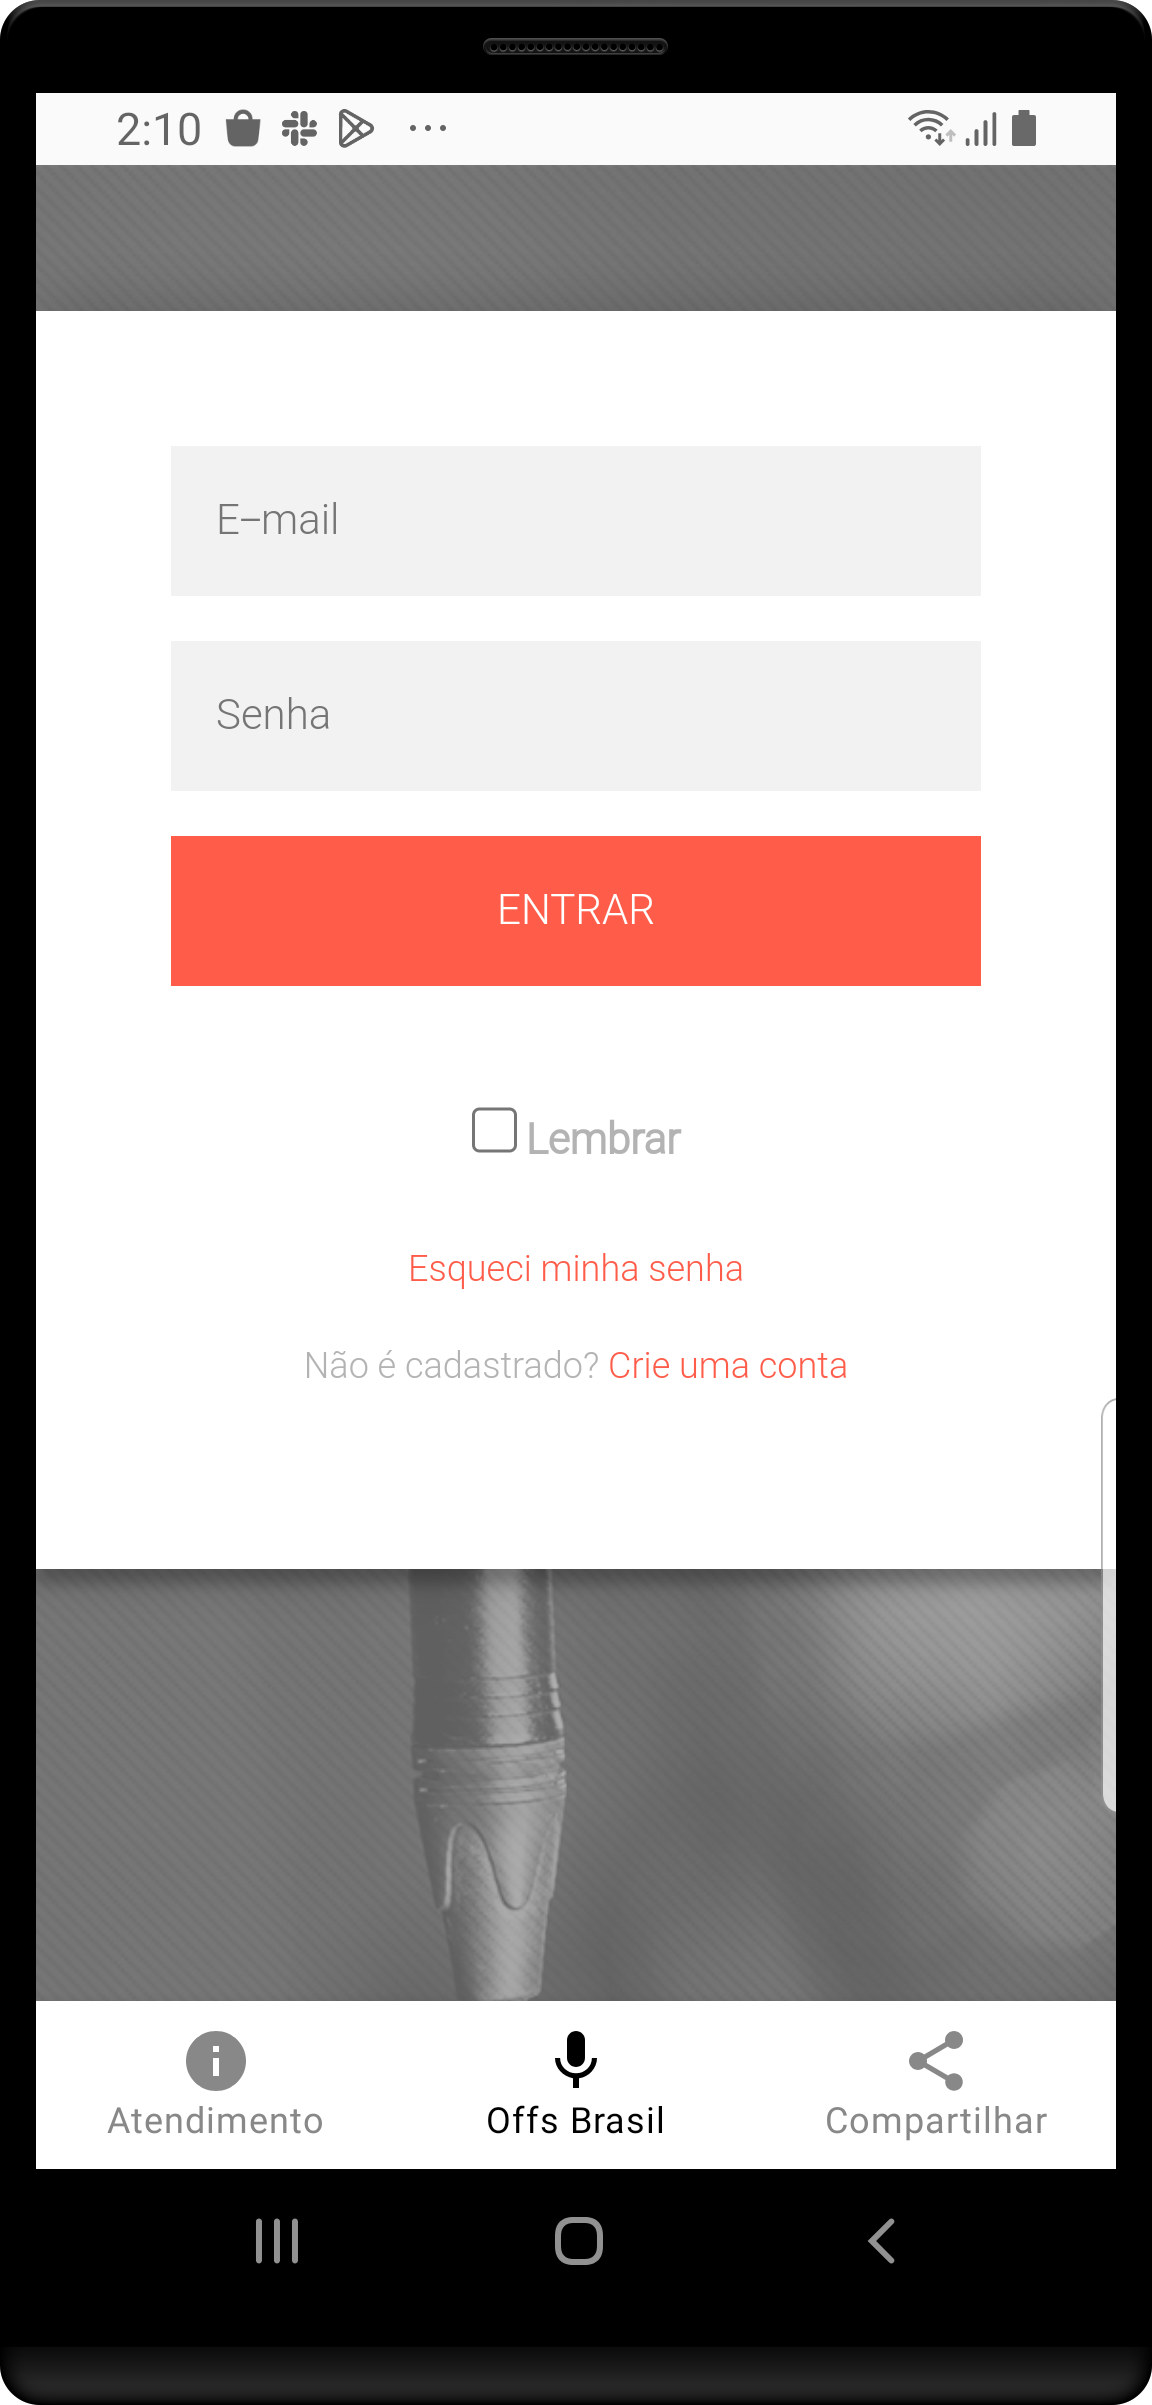 2:10
E-mail
Senha
ENTRAR
Lembrar
Esqueci minha senha
Não é cadastrado? Crie uma conta
Atendimento
Offs Brasil
Compartilhar